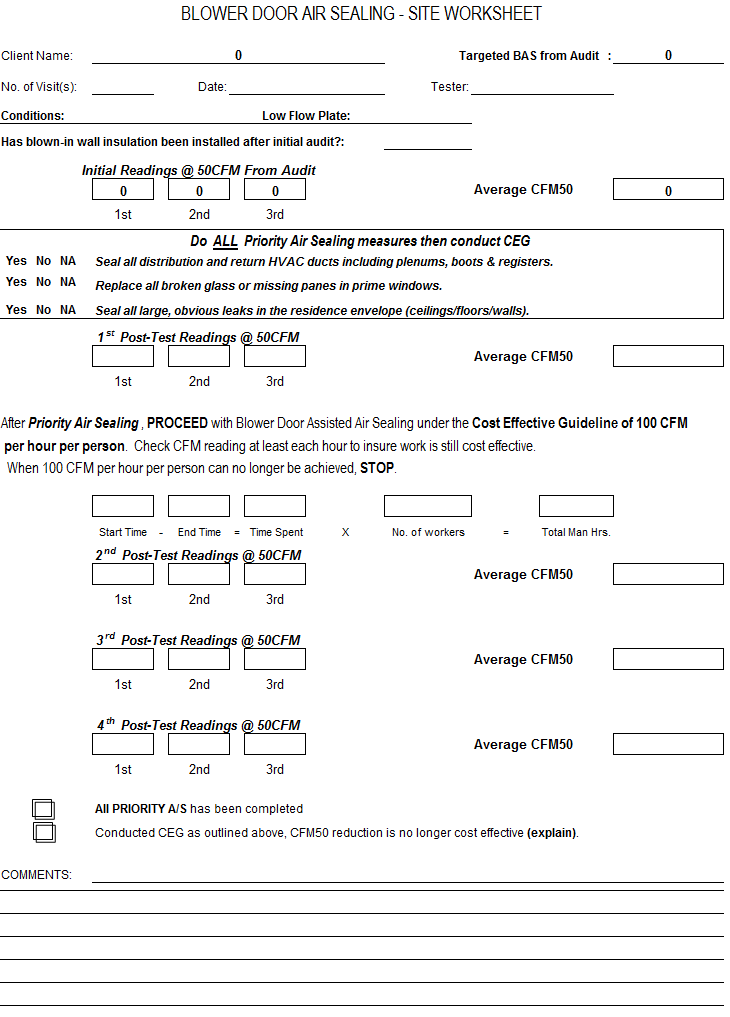 BLOWER DOOR AIR SEALING - SITE WORKSHEET
Client Name: 0 Targeted BAS from Audit : 0
No. of Visit(s): Date: Tester:
Conditions: Low Flow Plate:
Has blown-in wall insulation been installed after initial audit?:
Initial Readings @ 50CFM From Audit
0 0 0 Average CFM50 0
1st 2nd 3rd
Do ALL Priority Air Sealing measures then conduct CEG
Yes No NA Seal all distribution and return HVAC ducts including plenums, boots & registers.
Yes No NA Replace all broken glass or missing panes in prime windows.
Yes No NA Seal all large, obvious leaks in the residence envelope (ceilings/floors/walls).
1st Post-Test Readings @ 50CFM
Average CFM50
1st 2nd 3rd
After Priority Air Sealing, PROCEED with Blower Door Assisted Air Sealing under the Cost Effective Guideline of 100 CFM
per hour per person. Check CFM reading at least each hour to insure work is still cost effective.
When 100 CFM per hour per person can no longer be achieved, STOP.
Start Time - End Time = Time Spent X No. of workers = Total Man Hrs.
2nd Post-Test Readings @ 50CFM
Average CFM50
1st 2nd 3rd
3rd Post-Test Readings @ 50CFM
Average CFM50
1st 2nd 3rd
4th Post-Test Readings @ 50CFM
Average CFM50
1st 2nd 3rd
All PRIORITY A/S has been completed
Conducted CEG as outlined above, CFM50 reduction is no longer cost effective (explain).
COMMENTS: